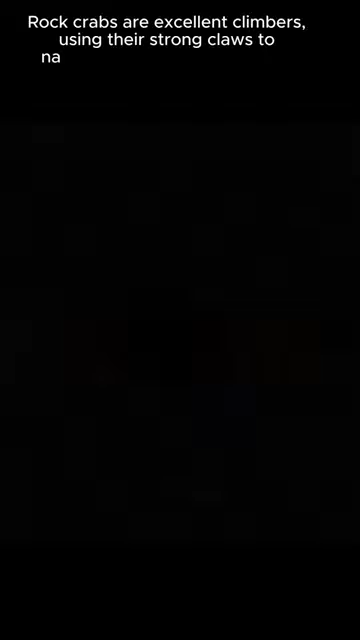 Rock crabs are excellent climbers,
using their strong claws to
na